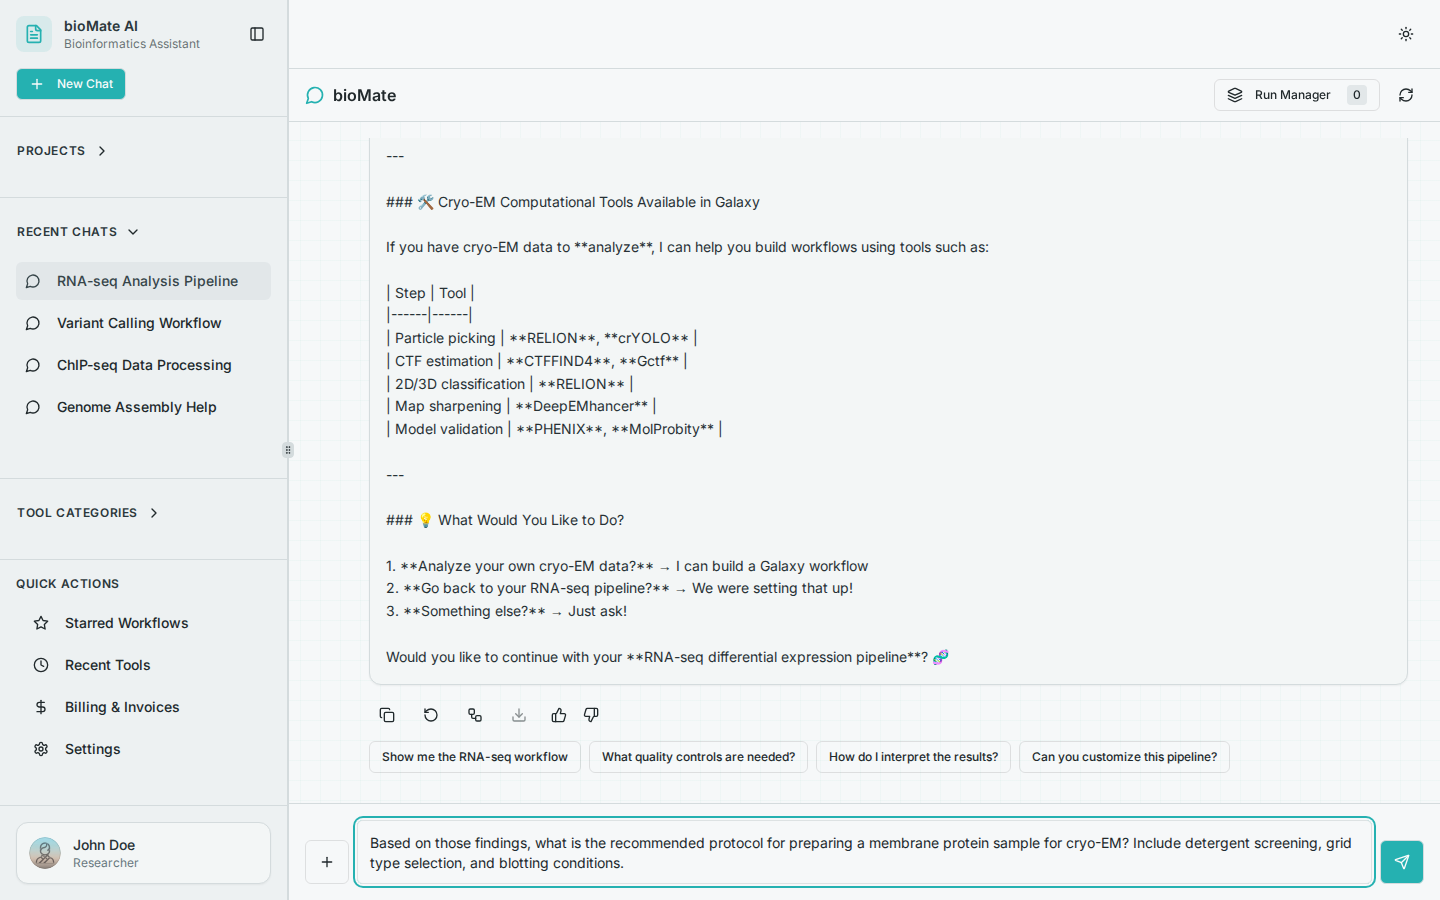 bioMate AI
Bioinformatics Assistant
New Chat
PROJECTS
RECENT CHATS
RNA-seq Analysis Pipeline
Variant Calling Workflow
ChIP-seq Data Processing
Genome Assembly Help
TOOL CATEGORIES
QUICK ACTIONS
Starred Workflows
Recent Tools
Billing & Invoices
Settings
John Doe
Researcher
bioMate
Run Manager 0
---
### 🛠️ Cryo-EM Computational Tools Available in Galaxy
If you have cryo-EM data to **analyze**, I can help you build workflows using tools such as:
| Step | Tool |
|------|------|
| Particle picking | **RELION**, **crYOLO** |
| CTF estimation | **CTFFIND4**, **Gctf** |
| 2D/3D classification | **RELION** |
| Map sharpening | **DeepEMhancer** |
| Model validation | **PHENIX**, **MolProbity** |
---
### 💡 What Would You Like to Do?
1. **Analyze your own cryo-EM data?** → I can build a Galaxy workflow
2. **Go back to your RNA-seq pipeline?** → We were setting that up!
3. **Something else?** → Just ask!
Would you like to continue with your **RNA-seq differential expression pipeline**? 🧬
Show me the RNA-seq workflow
What quality controls are needed?
How do I interpret the results?
Can you customize this pipeline?
Based on those findings, what is the recommended protocol for preparing a membrane protein sample for cryo-EM? Include detergent screening, grid
type selection, and blotting conditions.